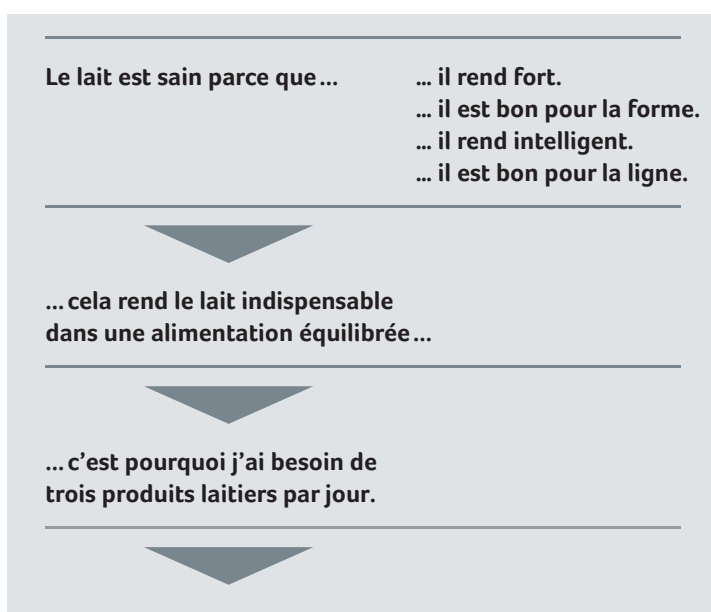 Le lait est sain parce que ... ... il rend fort.
... il est bon pour la forme.
... il rend intelligent.
... il est bon pour la ligne.
... cela rend le lait indispensable
dans une alimentation équilibrée ...
... c’est pourquoi j’ai besoin de
trois produits laitiers par jour.